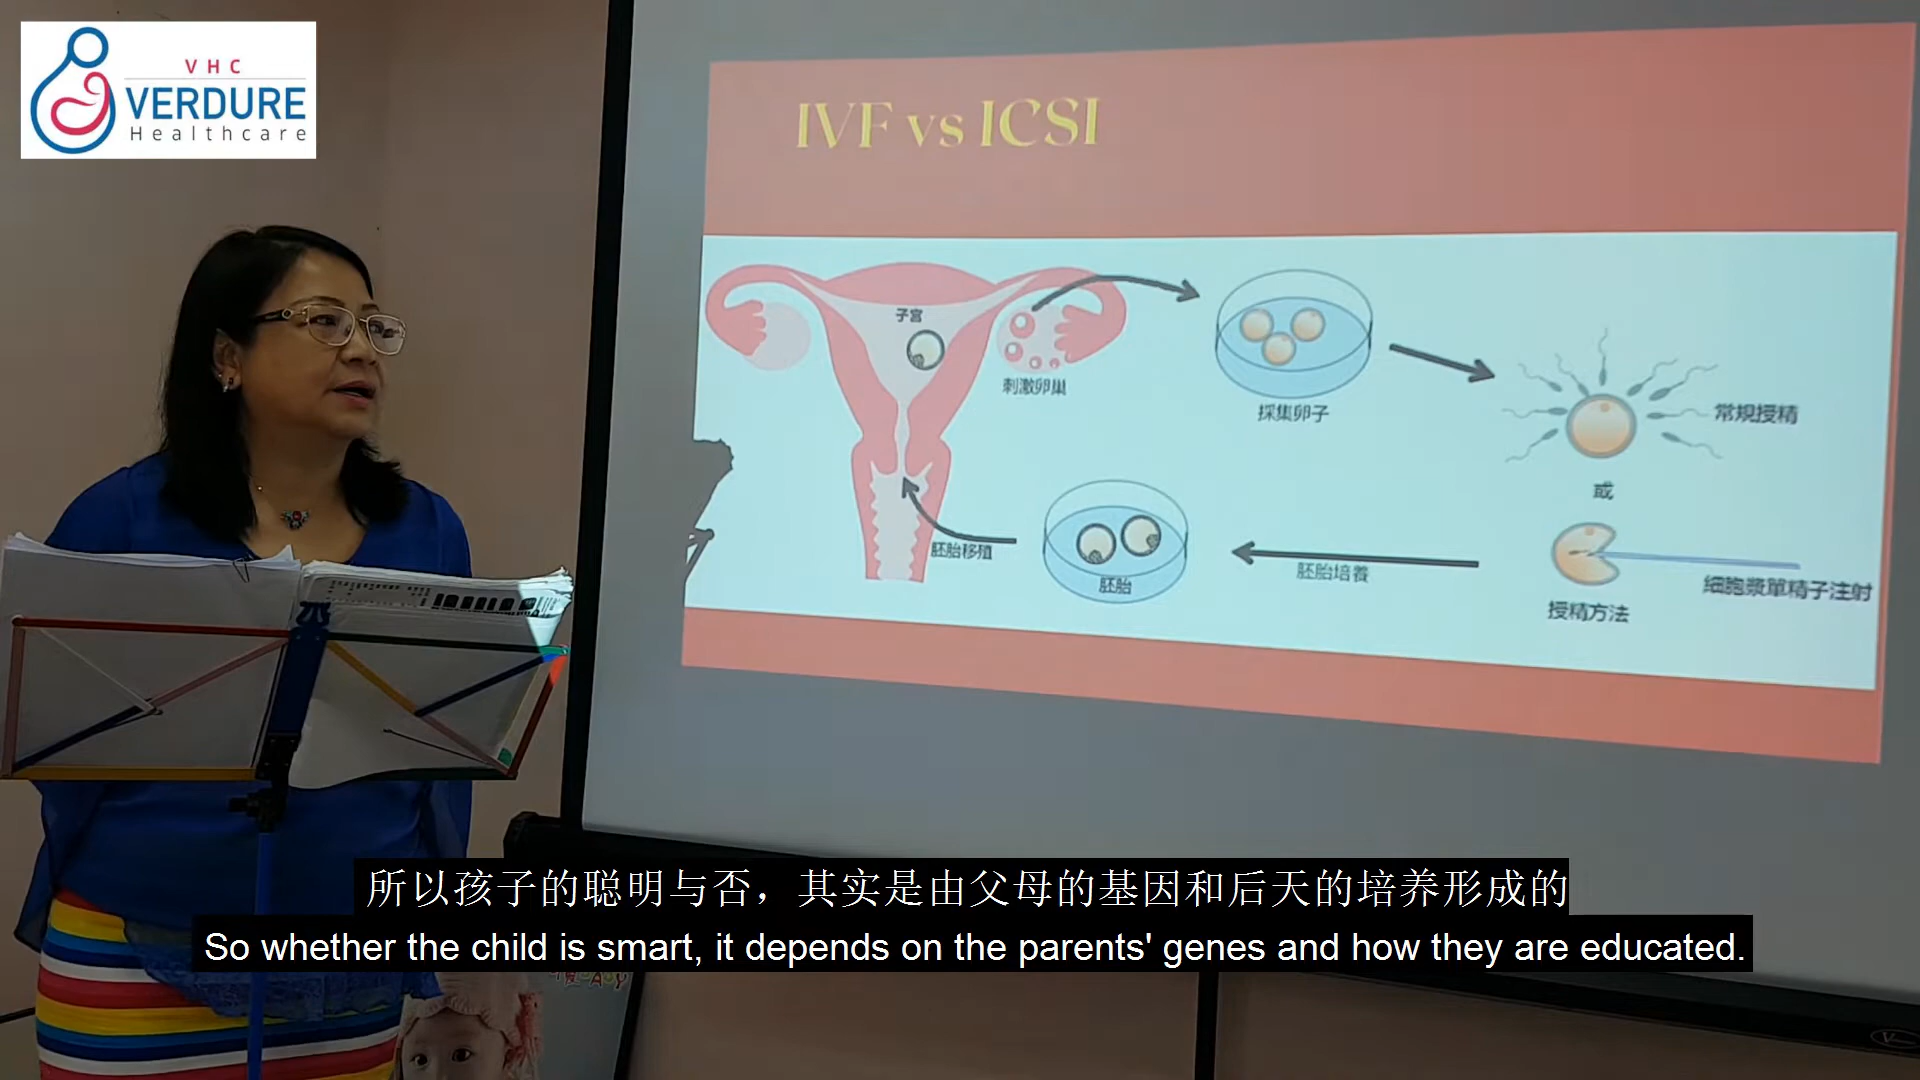 VHC
VERDURE
Healthcare
IVF vs ICSI
子宮
刺激卵巢
採集卵子
常規授精
或
細胞漿單精子注射
授精方法
胚胎培養
胚胎
胚胎移殖
所以孩子的聪明与否，其实是由父母的基因和后天的培养形成的
So whether the child is smart, it depends on the parents' genes and how they are educated.